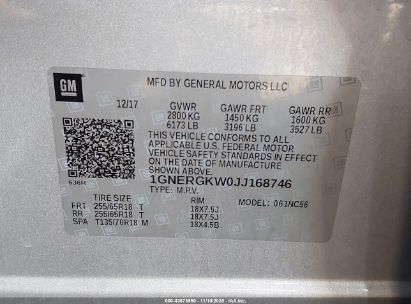 GM
MFD BY GENERAL MOTORS LLC
12/17 GVWR GAWR FRT GAWR RR
2800 KG 1450 KG 1600 KG
6173 LB 3196 LB 3527 LB
THIS VEHICLE CONFORMS TO ALL
APPLICABLE U.S. FEDERAL MOTOR
VEHICLE SAFETY STANDARDS IN
EFFECT ON THE DATE OF
MANUFACTURE SHOWN ABOVE.
1GNERGKW0JJ168746
TYPE: M.P.V. MODEL: 061NC56
TIRE SIZE RIM
FRT 255/65R18 T 18X7.5J
RR 255/65R18 T 18X7.5J
SPA T135/70R18 M 18X4.5B